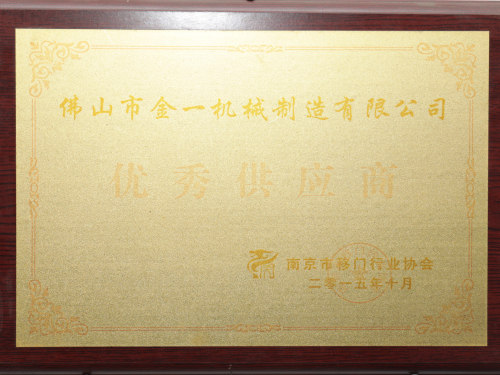 佛山市金一机械制造有限公司
优秀供应商
南京市移门行业协会
二零一五年十月